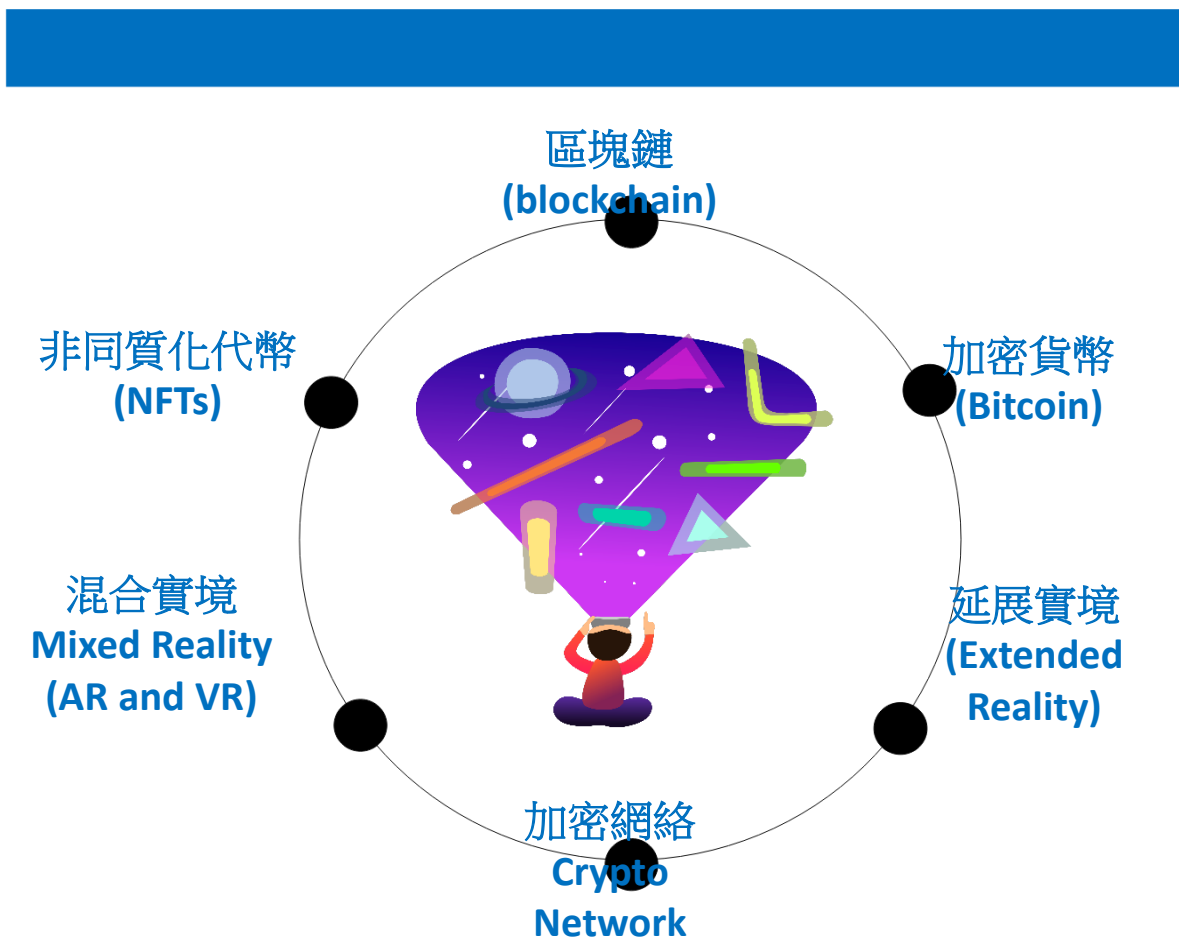 區塊鏈
(blockchain)
非同質化代幣
(NFTs)
加密貨幣
(Bitcoin)
混合實境
Mixed Reality
(AR and VR)
延展實境
(Extended
Reality)
加密網絡
Crypto
Network